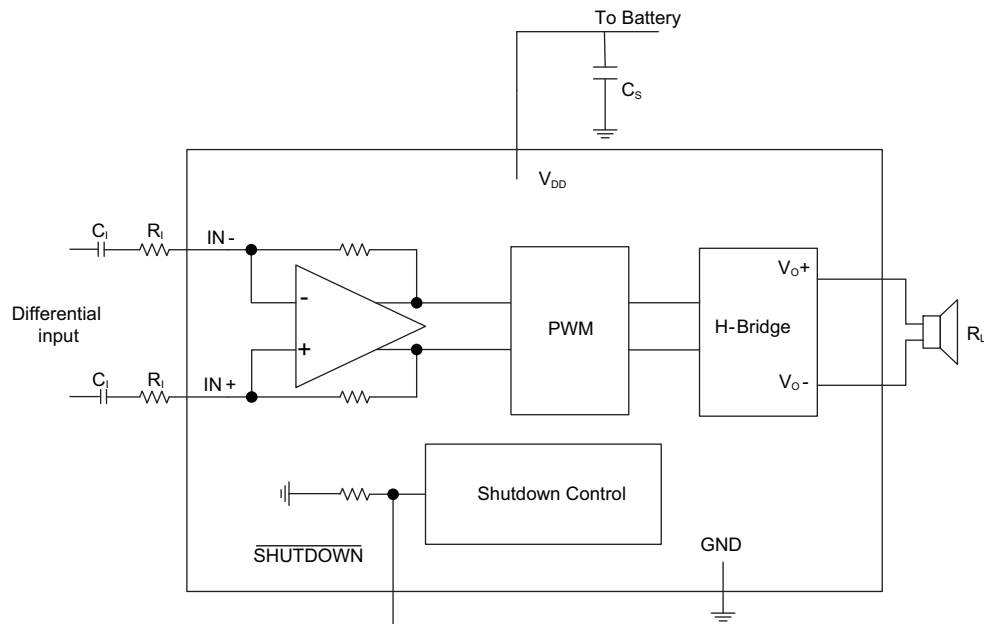 To Battery
C_S
V_DD
C_I
R_I
IN -
-
Differential
input
+
C_I
R_I
IN +
PWM
H-Bridge
V_O+
V_O-
R_L
Shutdown Control
SHUTDOWN
GND